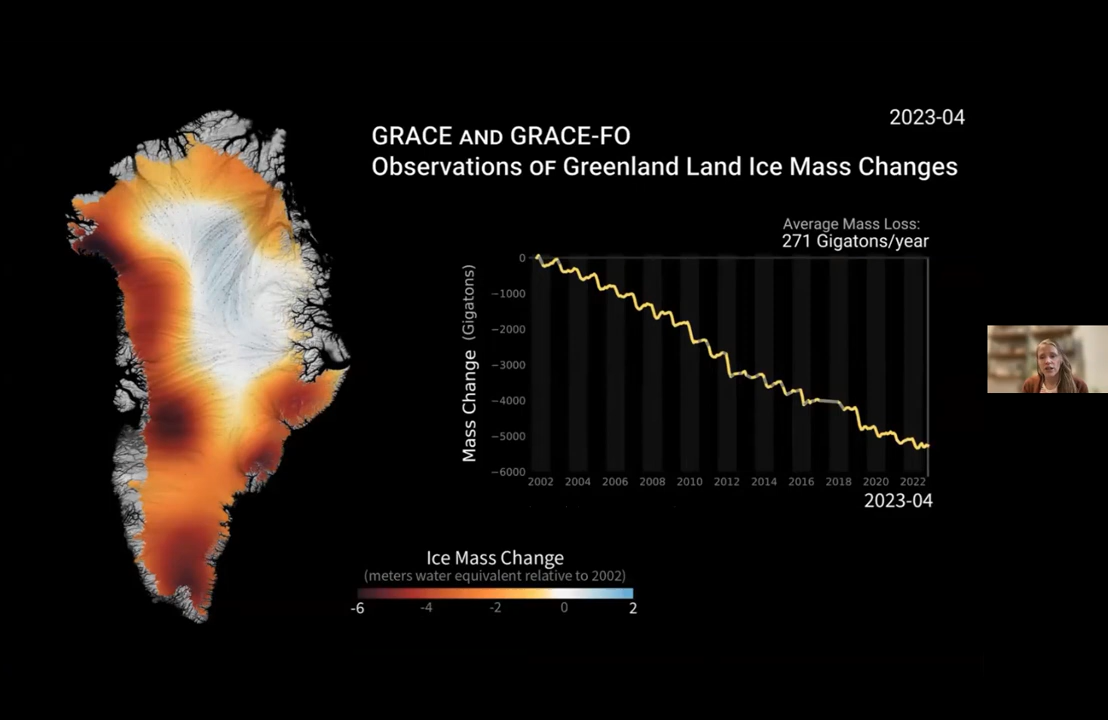 2023-04
GRACE AND GRACE-FO
Observations OF Greenland Land Ice Mass Changes
Average Mass Loss:
271 Gigatons/year
Mass Change (Gigatons)
0
−1000
−2000
−3000
−4000
−5000
−6000
2002 2004 2006 2008 2010 2012 2014 2016 2018 2020 2022
2023-04
Ice Mass Change
(meters water equivalent relative to 2002)
-6 -4 -2 0 2